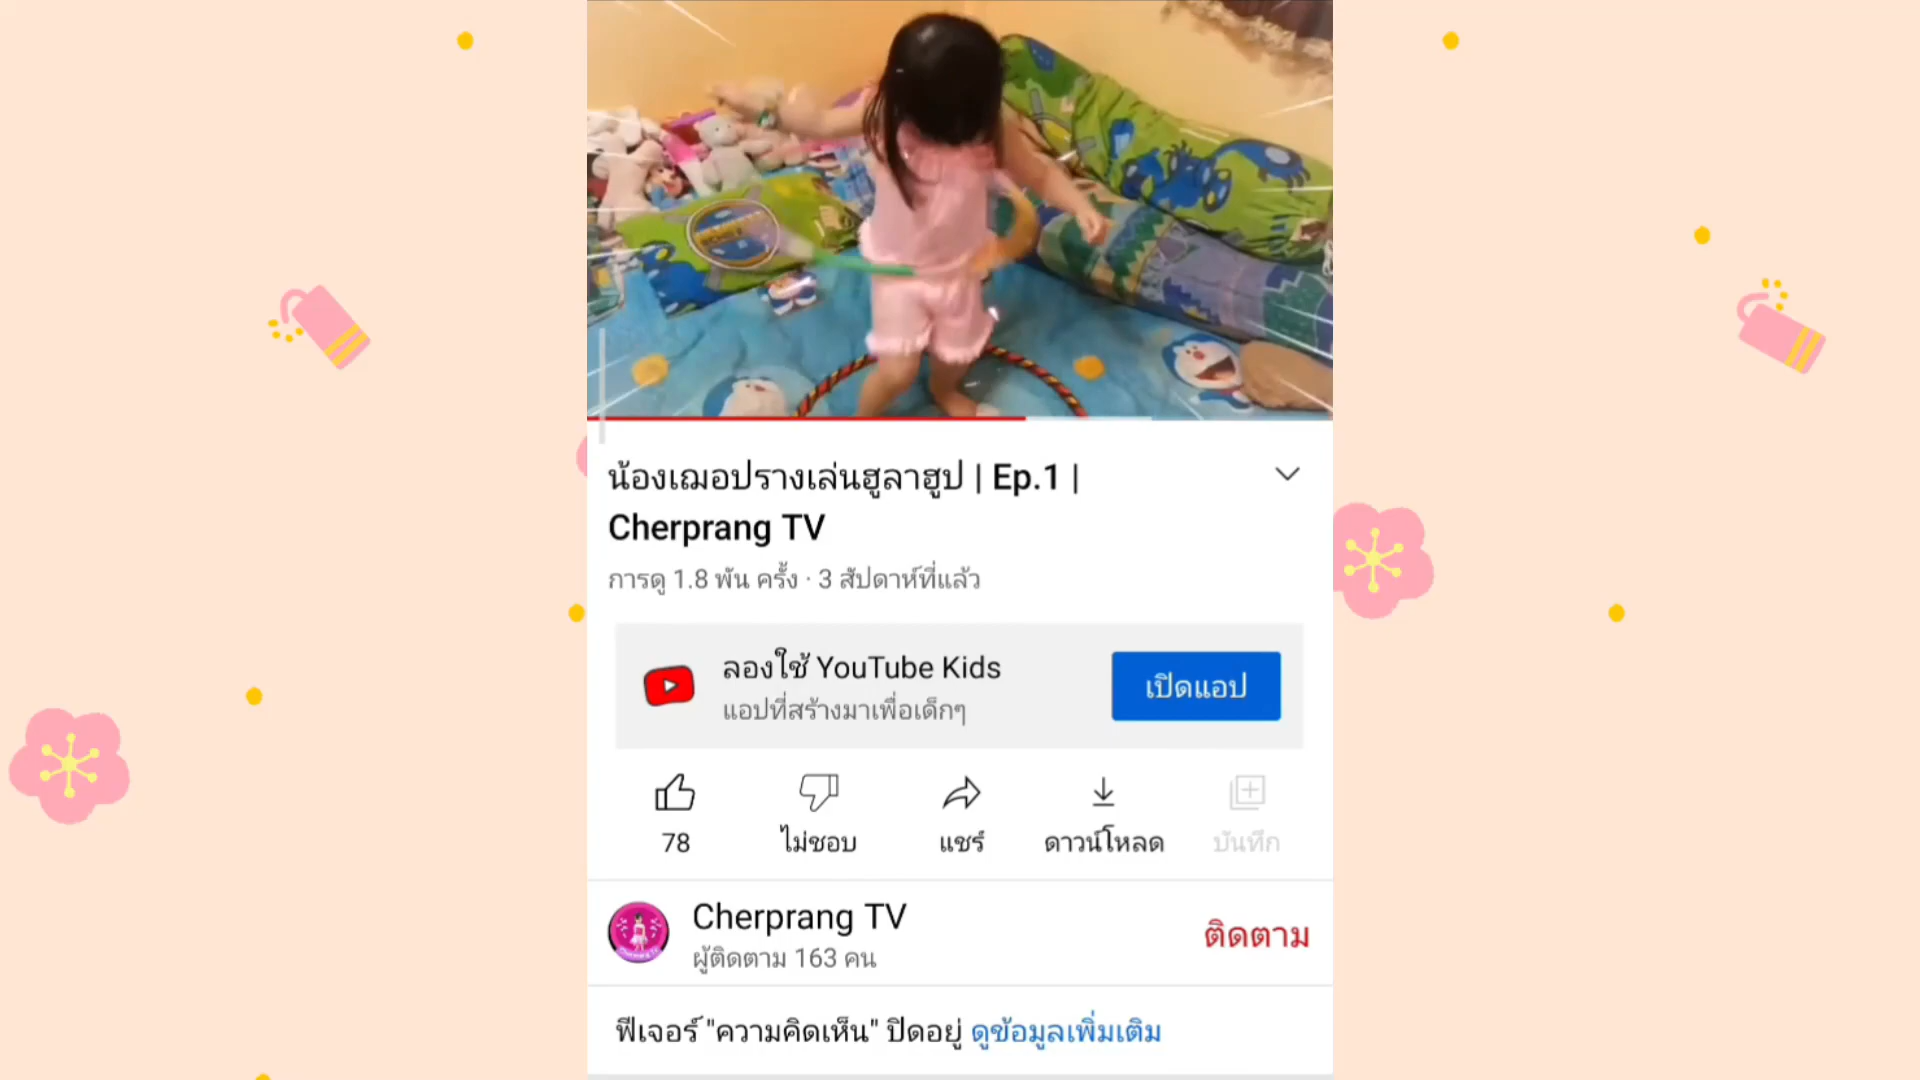 น้องเฌอปรางเล่นฮูลาฮูป | Ep.1 |
Cherprang TV
การดู 1.8 พัน ครั้ง · 3 สัปดาห์ที่แล้ว
ลองใช้ YouTube Kids
แอปที่สร้างมาเพื่อเด็กๆ
เปิดแอป
78
ไม่ชอบ
แชร์
ดาวน์โหลด
บันทึก
Cherprang TV
ผู้ติดตาม 163 คน
ติดตาม
ฟีเจอร์ "ความคิดเห็น" ปิดอยู่ ดูข้อมูลเพิ่มเติม